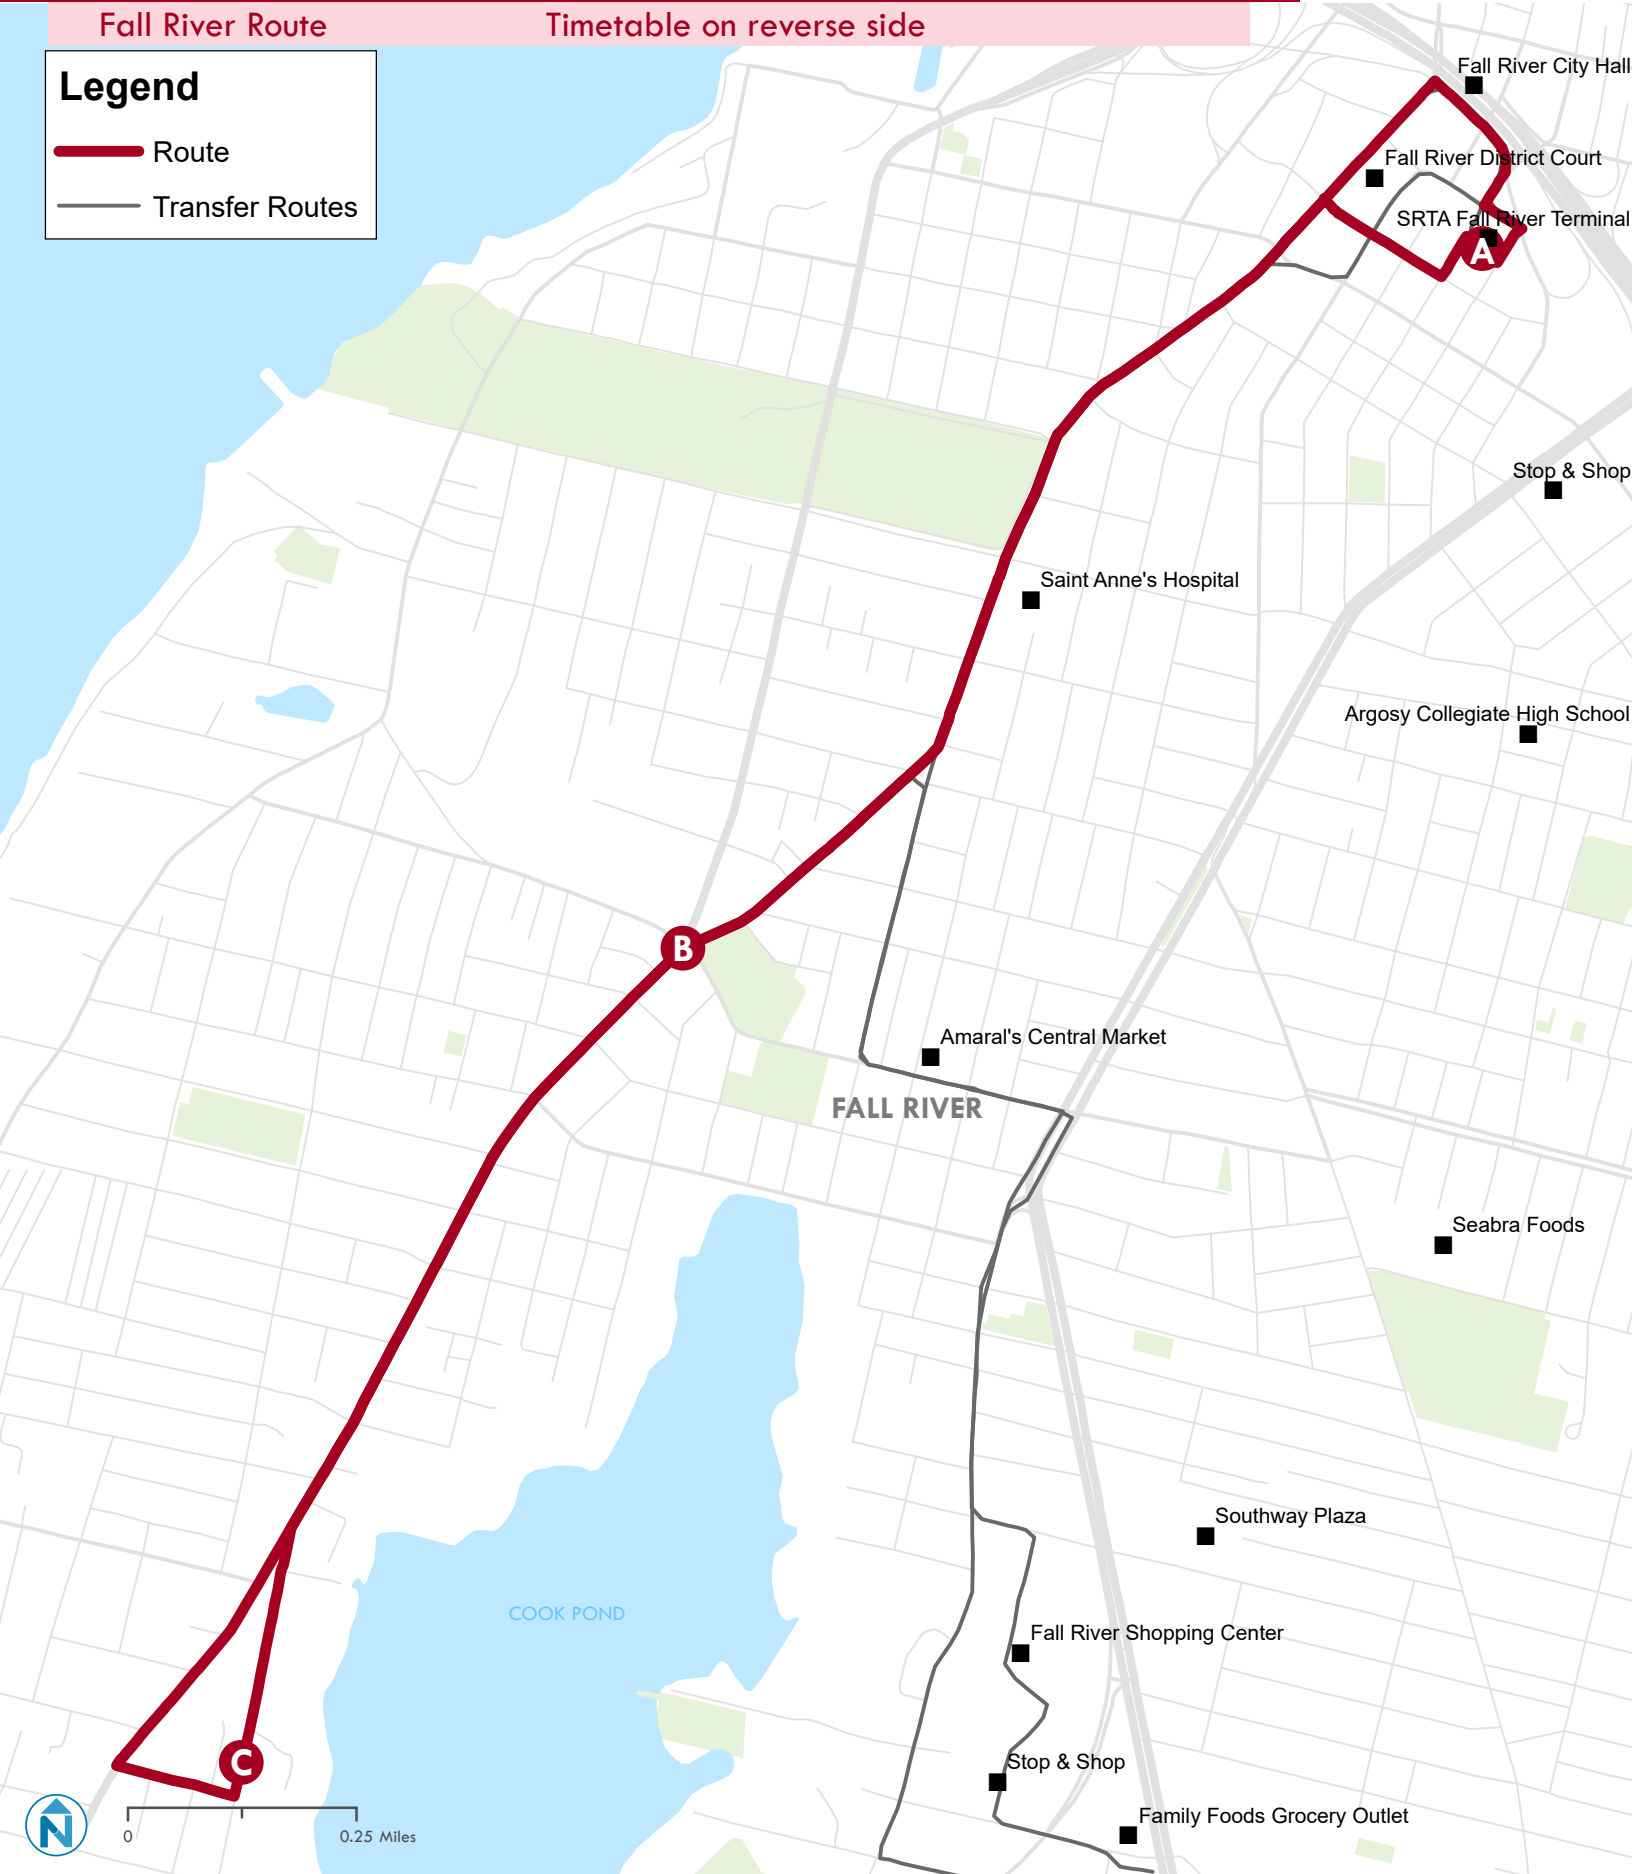 Fall River Route Timetable on reverse side
Legend
Route
Transfer Routes
Fall River City Hall
Fall River District Court
SRTA Fall River Terminal
A
Stop & Shop
Saint Anne's Hospital
Argosy Collegiate High School
B
Amaral's Central Market
FALL RIVER
Seabra Foods
Southway Plaza
COOK POND
Fall River Shopping Center
C
Stop & Shop
Family Foods Grocery Outlet
N
0 0.25 Miles